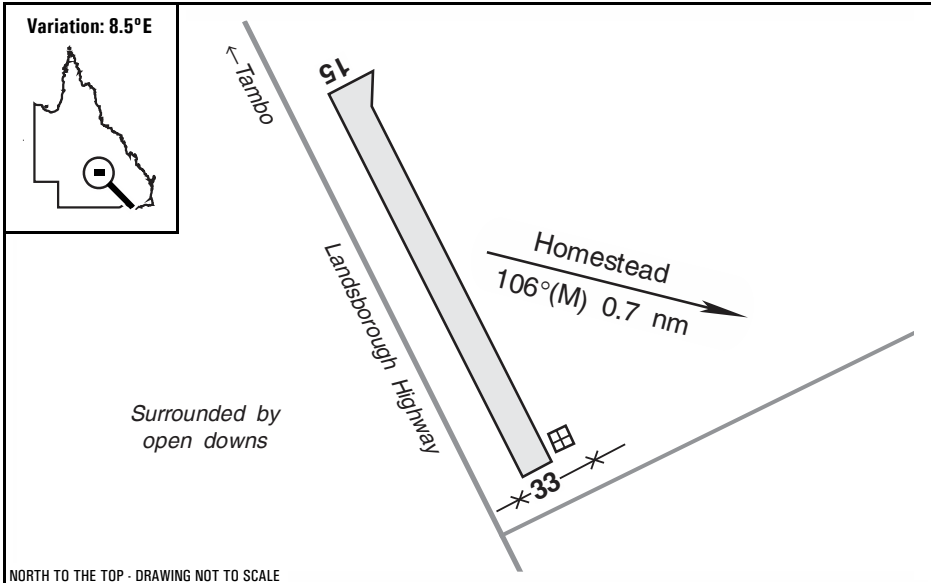 Variation: 8.5°E
←Tambo
15
Homestead
106°(M) 0.7 nm
Landsborough Highway
Surrounded by
open downs
33
NORTH TO THE TOP - DRAWING NOT TO SCALE